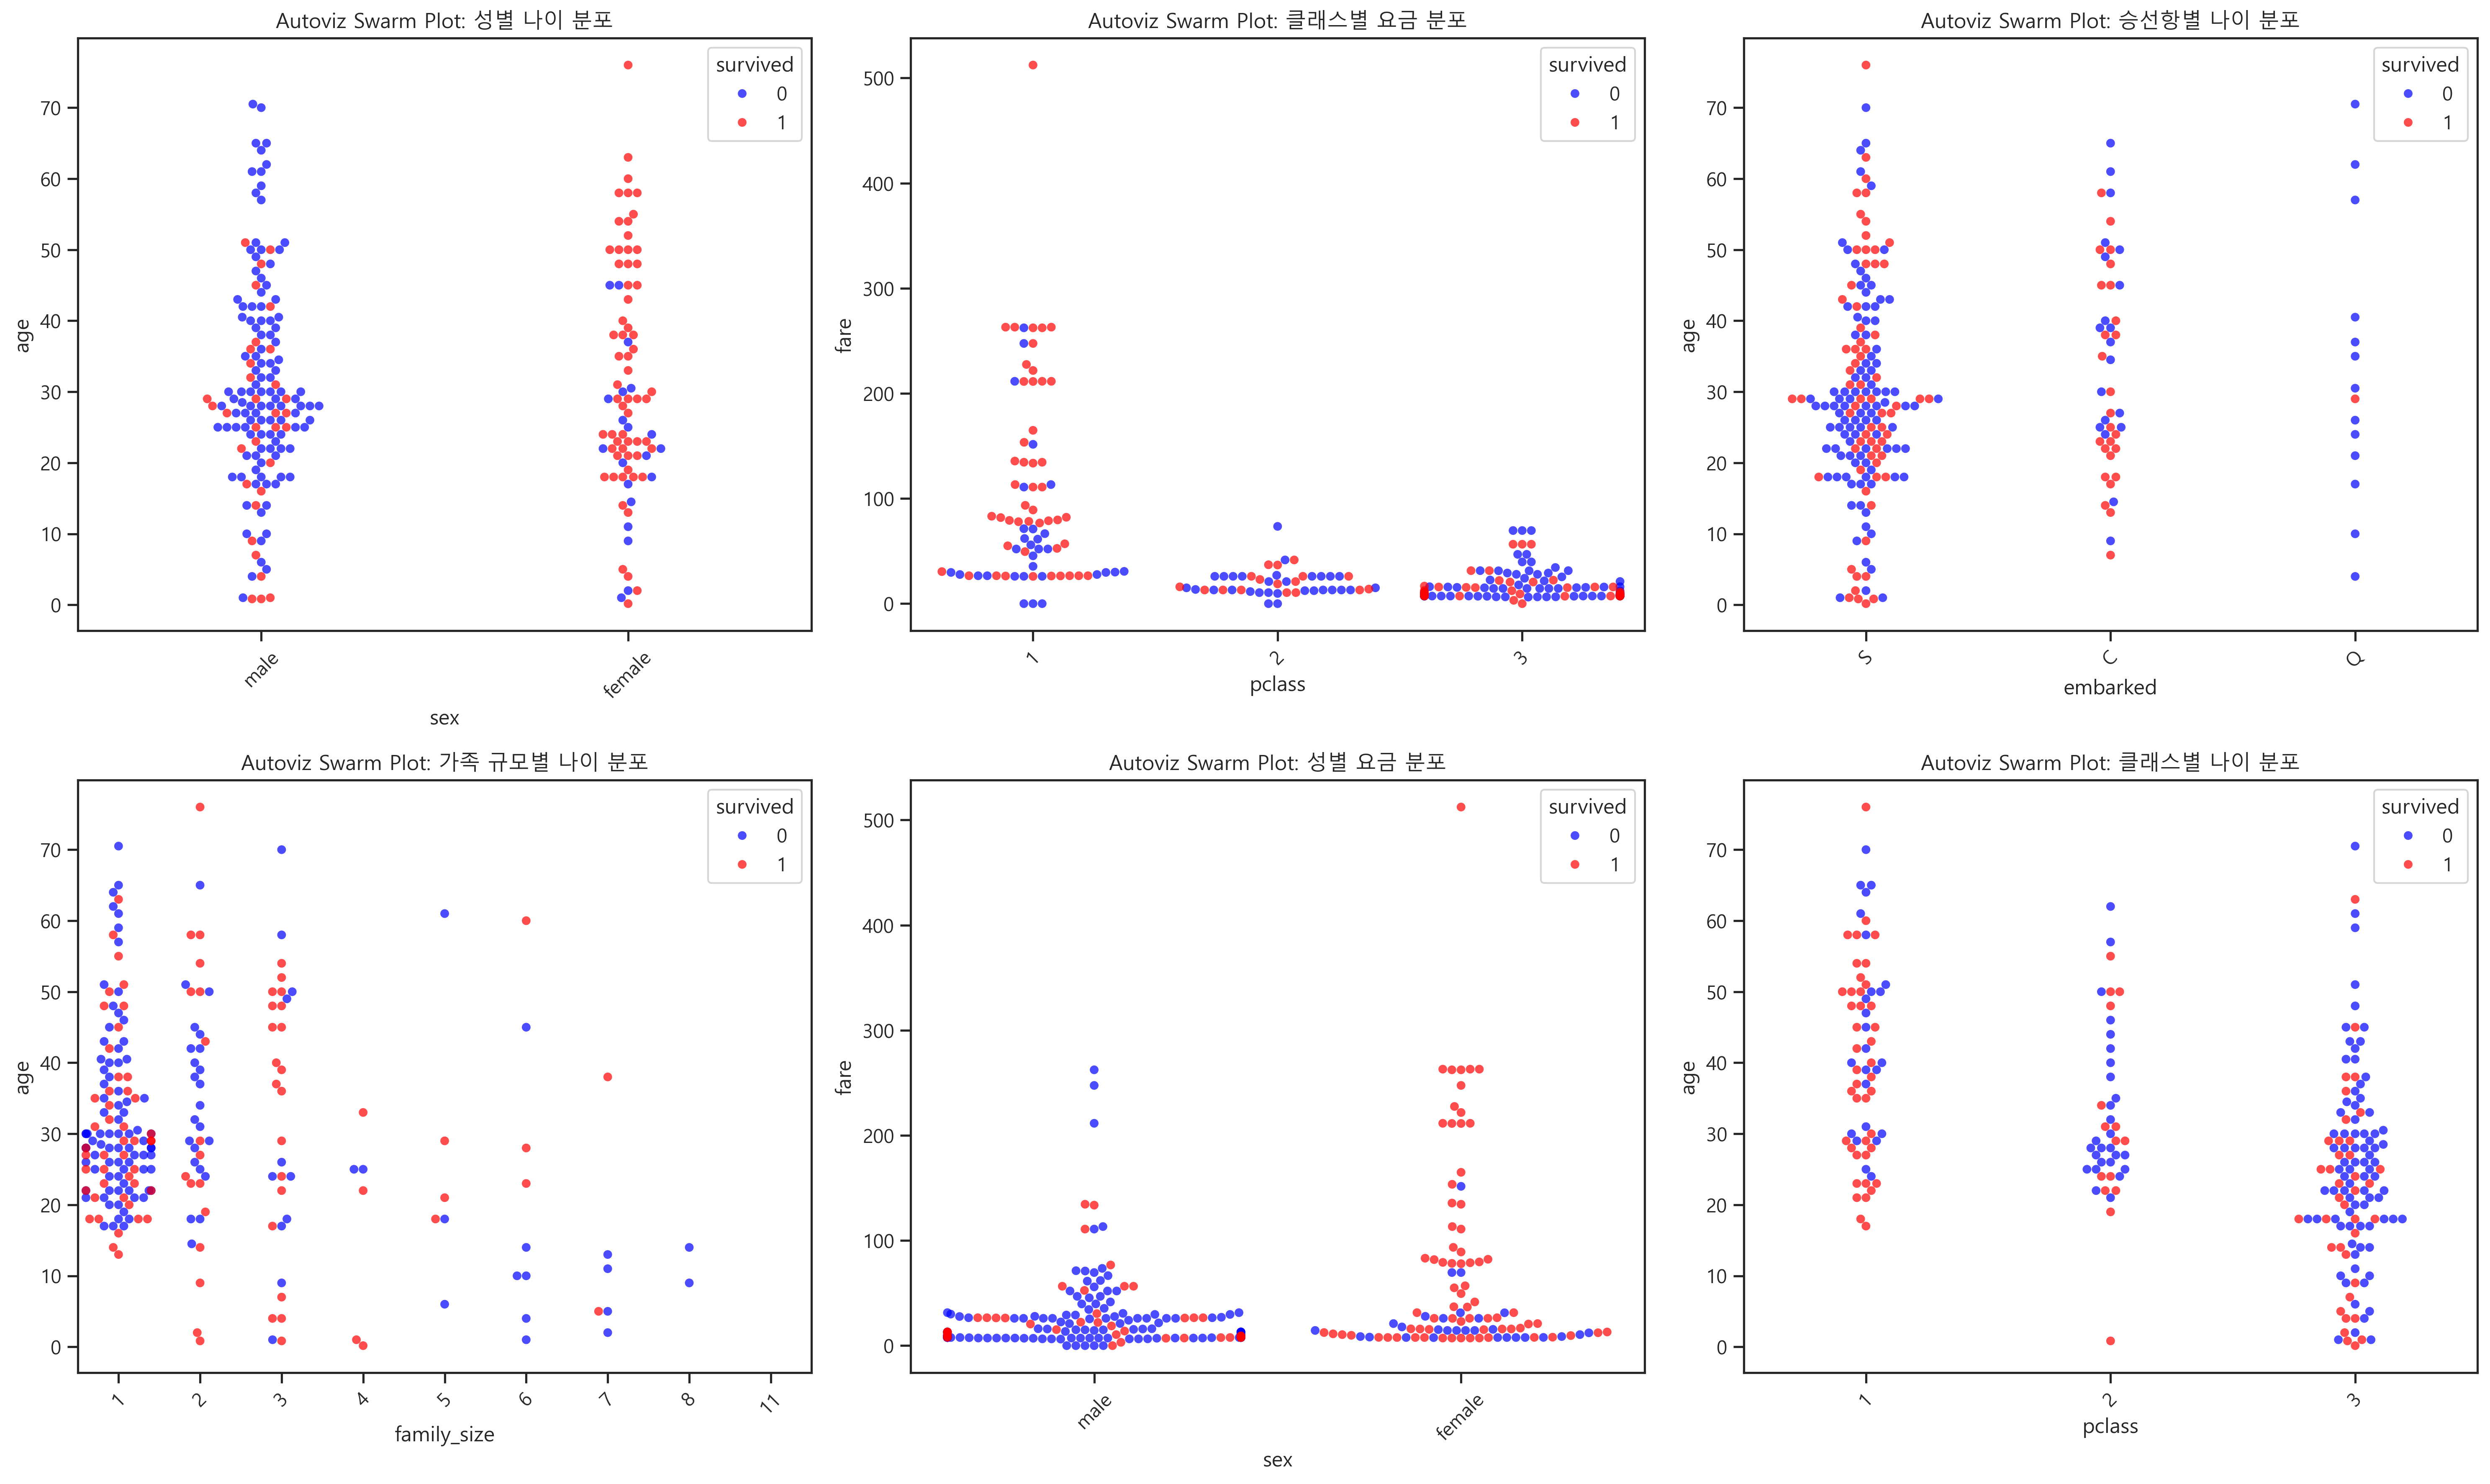 Autoviz Swarm Plot: 성별 나이 분포
survived
0
1
70
60
50
40
30
20
10
0
age
male
female
sex
Autoviz Swarm Plot: 클래스별 요금 분포
survived
0
1
500
400
300
200
100
0
fare
1
2
3
pclass
Autoviz Swarm Plot: 승선항별 나이 분포
survived
0
1
70
60
50
40
30
20
10
0
age
S
C
Q
embarked
Autoviz Swarm Plot: 가족 규모별 나이 분포
survived
0
1
70
60
50
40
30
20
10
0
age
1
2
3
4
5
6
7
8
11
family_size
Autoviz Swarm Plot: 성별 요금 분포
survived
0
1
500
400
300
200
100
0
fare
male
female
sex
Autoviz Swarm Plot: 클래스별 나이 분포
survived
0
1
70
60
50
40
30
20
10
0
age
1
2
3
pclass